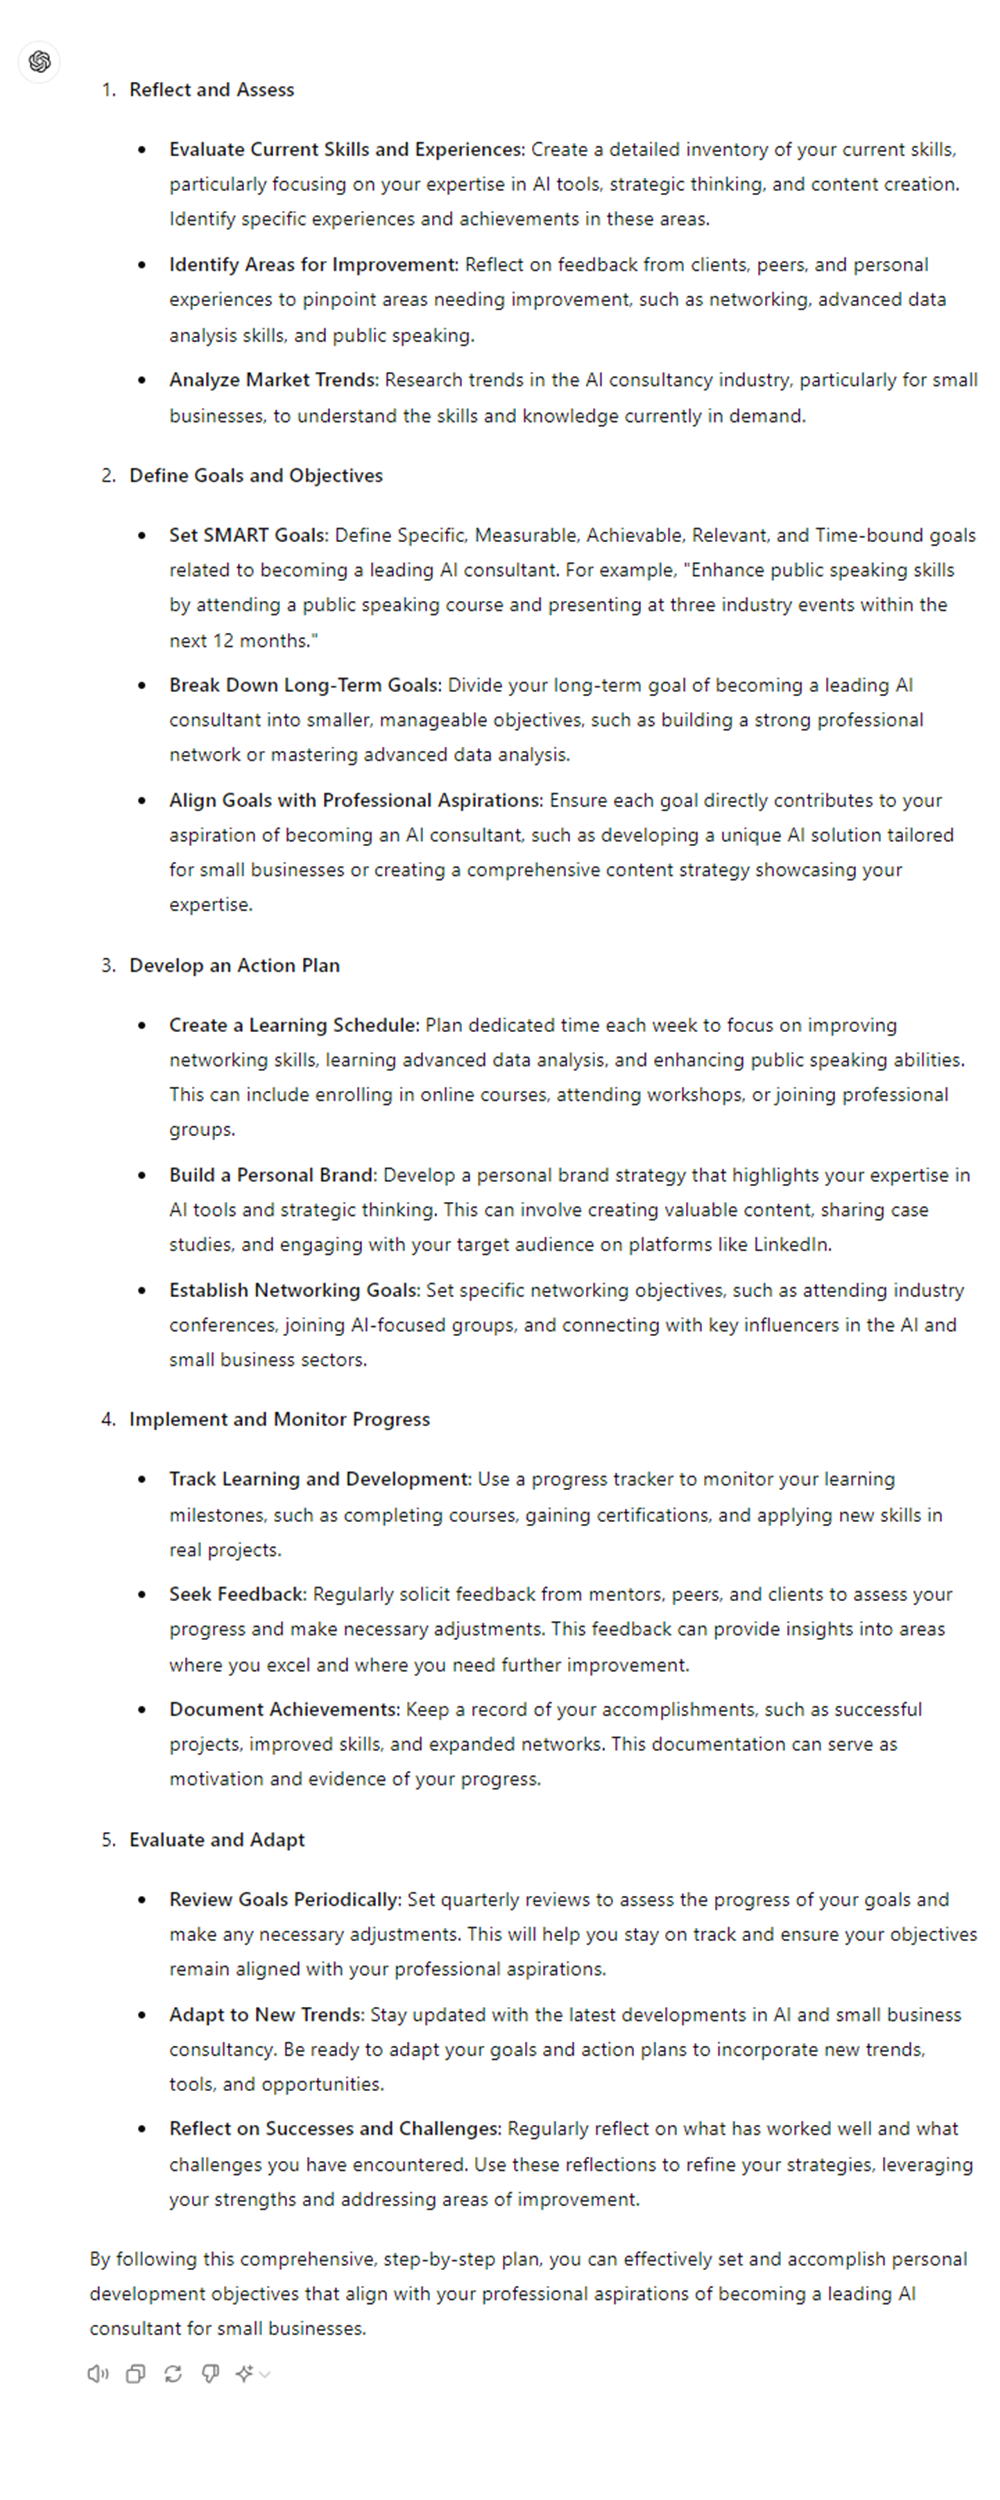 1. Reflect and Assess
• Evaluate Current Skills and Experiences: Create a detailed inventory of your current skills,
particularly focusing on your expertise in AI tools, strategic thinking, and content creation.
Identify specific experiences and achievements in these areas.
• Identify Areas for Improvement: Reflect on feedback from clients, peers, and personal
experiences to pinpoint areas needing improvement, such as networking, advanced data
analysis skills, and public speaking.
• Analyze Market Trends: Research trends in the AI consultancy industry, particularly for small
businesses, to understand the skills and knowledge currently in demand.
2. Define Goals and Objectives
• Set SMART Goals: Define Specific, Measurable, Achievable, Relevant, and Time-bound goals
related to becoming a leading AI consultant. For example, "Enhance public speaking skills
by attending a public speaking course and presenting at three industry events within the
next 12 months."
• Break Down Long-Term Goals: Divide your long-term goal of becoming a leading AI
consultant into smaller, manageable objectives, such as building a strong professional
network or mastering advanced data analysis.
• Align Goals with Professional Aspirations: Ensure each goal directly contributes to your
aspiration of becoming an AI consultant, such as developing a unique AI solution tailored
for small businesses or creating a comprehensive content strategy showcasing your
expertise.
3. Develop an Action Plan
• Create a Learning Schedule: Plan dedicated time each week to focus on improving
networking skills, learning advanced data analysis, and enhancing public speaking abilities.
This can include enrolling in online courses, attending workshops, or joining professional
groups.
• Build a Personal Brand: Develop a personal brand strategy that highlights your expertise in
AI tools and strategic thinking. This can involve creating valuable content, sharing case
studies, and engaging with your target audience on platforms like LinkedIn.
• Establish Networking Goals: Set specific networking objectives, such as attending industry
conferences, joining AI-focused groups, and connecting with key influencers in the AI and
small business sectors.
4. Implement and Monitor Progress
• Track Learning and Development: Use a progress tracker to monitor your learning
milestones, such as completing courses, gaining certifications, and applying new skills in
real projects.
• Seek Feedback: Regularly solicit feedback from mentors, peers, and clients to assess your
progress and make necessary adjustments. This feedback can provide insights into areas
where you excel and where you need further improvement.
• Document Achievements: Keep a record of your accomplishments, such as successful
projects, improved skills, and expanded networks. This documentation can serve as
motivation and evidence of your progress.
5. Evaluate and Adapt
• Review Goals Periodically: Set quarterly reviews to assess the progress of your goals and
make any necessary adjustments. This will help you stay on track and ensure your objectives
remain aligned with your professional aspirations.
• Adapt to New Trends: Stay updated with the latest developments in AI and small business
consultancy. Be ready to adapt your goals and action plans to incorporate new trends,
tools, and opportunities.
• Reflect on Successes and Challenges: Regularly reflect on what has worked well and what
challenges you have encountered. Use these reflections to refine your strategies, leveraging
your strengths and addressing areas of improvement.
By following this comprehensive, step-by-step plan, you can effectively set and accomplish personal
development objectives that align with your professional aspirations of becoming a leading AI
consultant for small businesses.